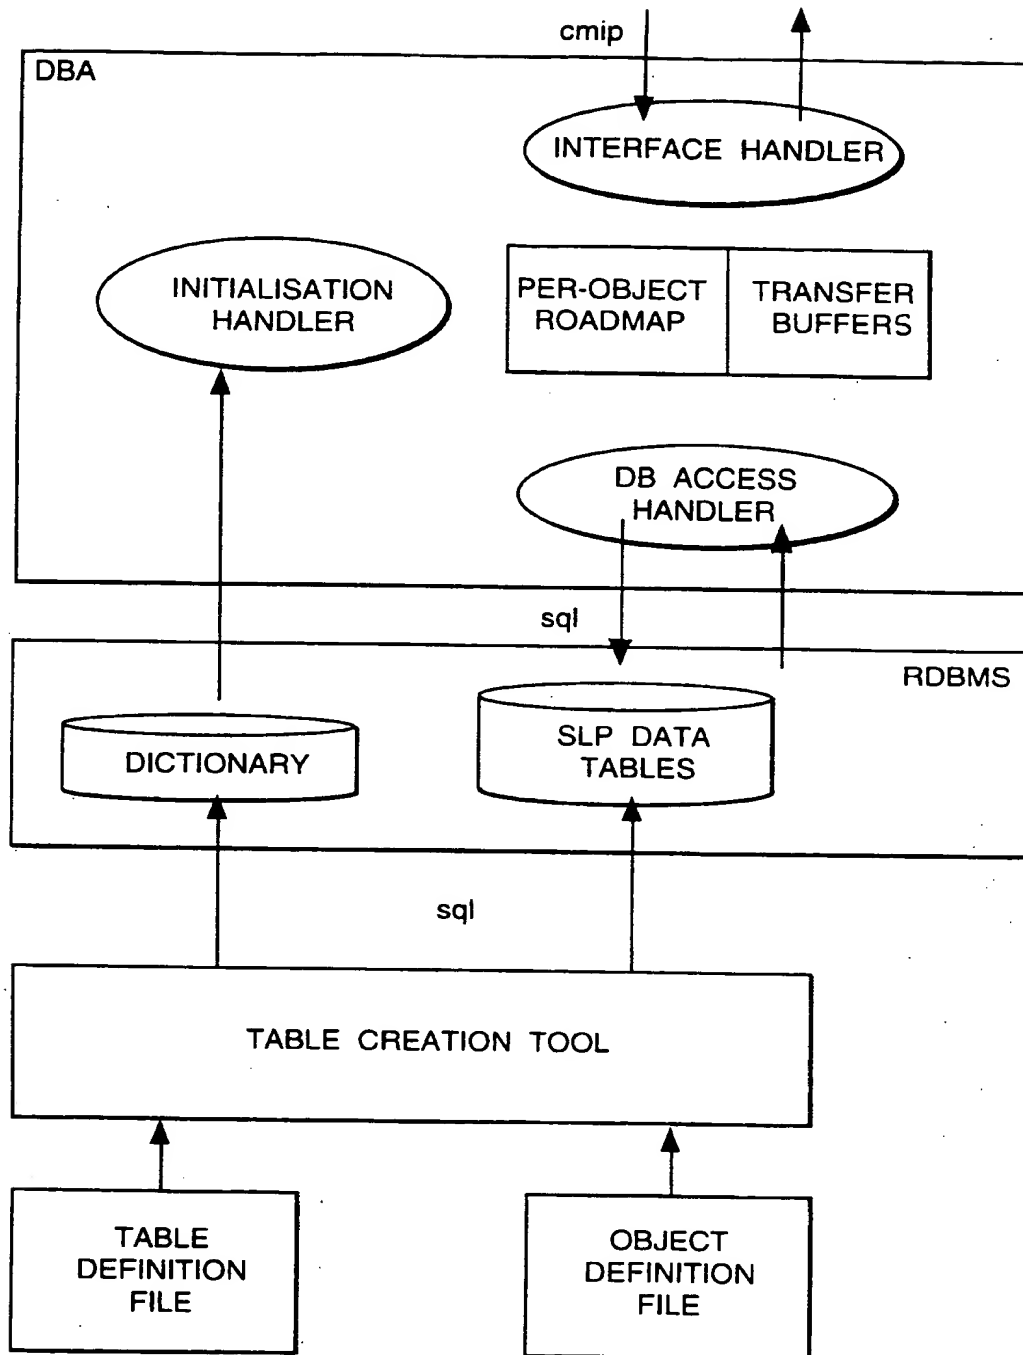 cmip
DBA
INTERFACE HANDLER
INITIALISATION
HANDLER
PER-OBJECT
ROADMAP
TRANSFER
BUFFERS
DB ACCESS
HANDLER
sql
RDBMS
DICTIONARY
SLP DATA
TABLES
sql
TABLE CREATION TOOL
TABLE
DEFINITION
FILE
OBJECT
DEFINITION
FILE